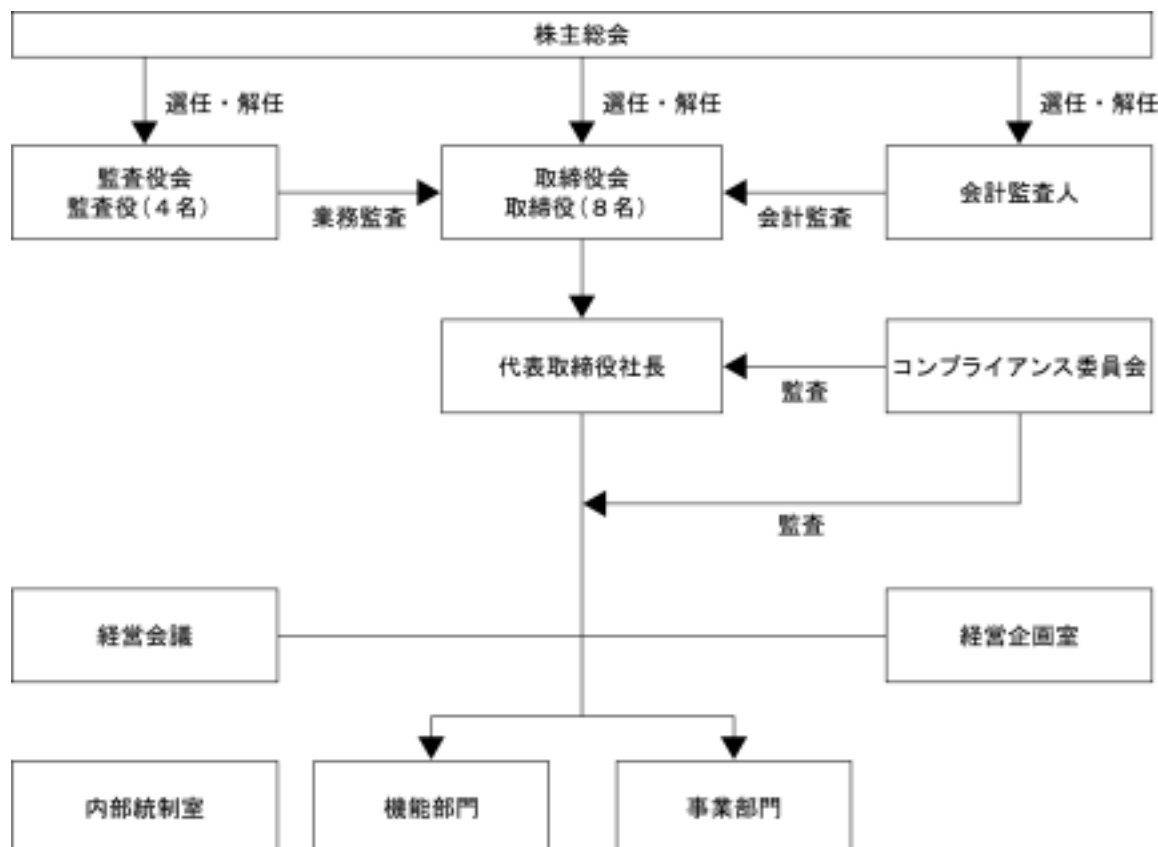 株主総会
選任・解任
選任・解任
選任・解任
監査役会
監査役(4名)
業務監査
取締役会
取締役(8名)
会計監査
会計監査人
代表取締役社長
監査
コンプライアンス委員会
監査
経営会議
経営企画室
内部統制室
機能部門
事業部門